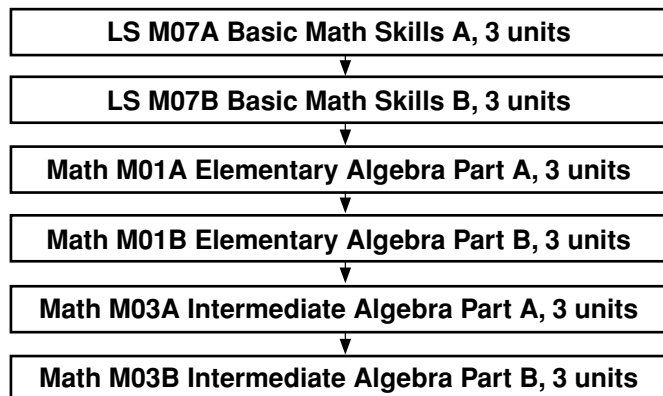 LS M07A Basic Math Skills A, 3 units
LS M07B Basic Math Skills B, 3 units
Math M01A Elementary Algebra Part A, 3 units
Math M01B Elementary Algebra Part B, 3 units
Math M03A Intermediate Algebra Part A, 3 units
Math M03B Intermediate Algebra Part B, 3 units